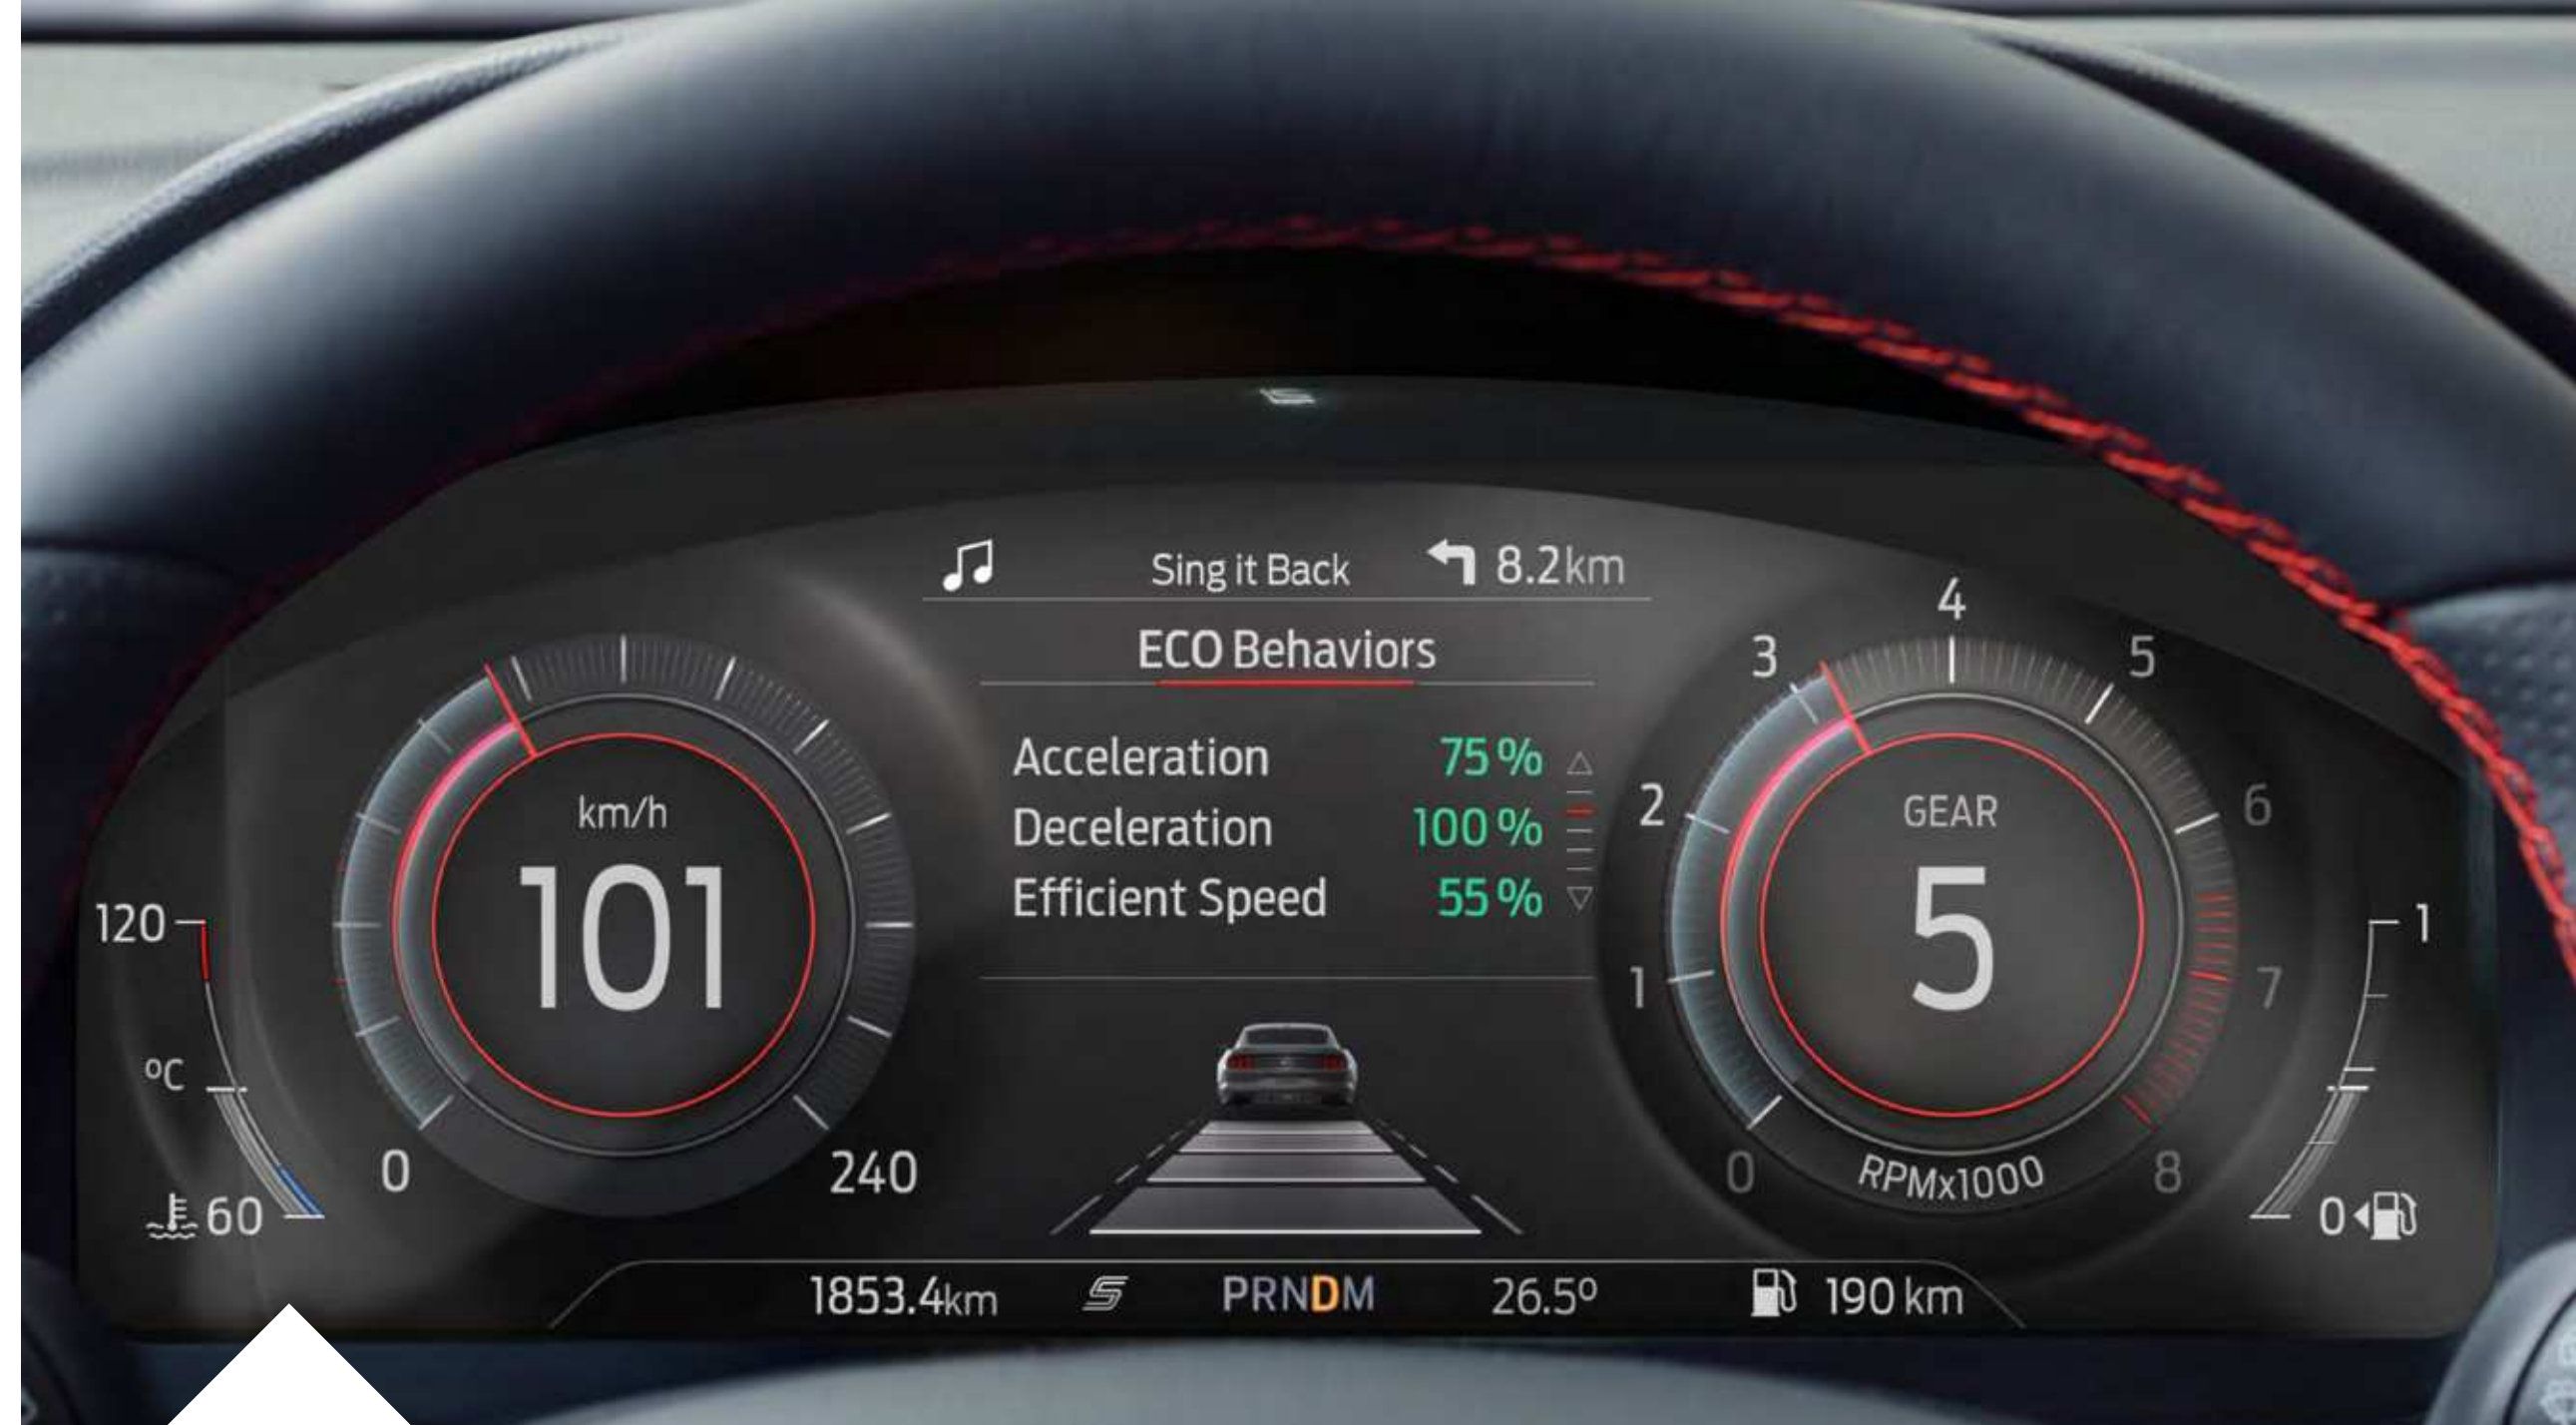 Sing it Back 8.2km
ECO Behaviors
Acceleration 75%
Deceleration 100%
Efficient Speed 55%
km/h
101
0
240
120
°C
60
GEAR
5
0
1
2
3
4
5
6
7
8
RPMx1000
1
0
1853.4km PRNDM 26.5° 190 km